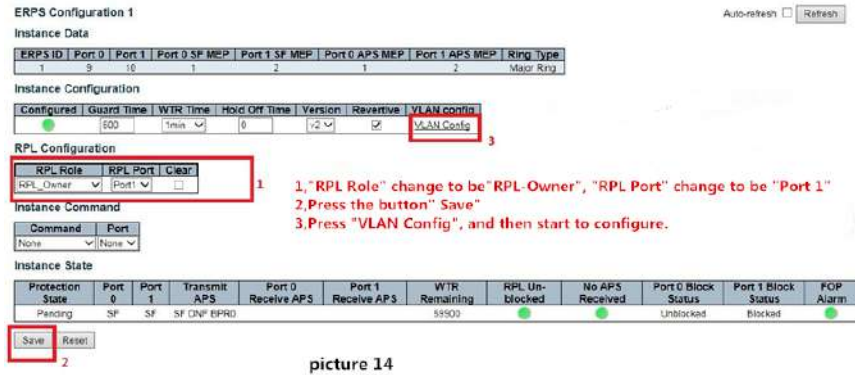 ERPS Configuration 1
Auto-refresh Refresh
Instance Data
ERPS ID Port 0 Port 1 Port 0 SF MEP Port 1 SF MEP Port 0 APS MEP Port 1 APS MEP Ring Type
1 9 10 1 2 1 2 Major Ring
Instance Configuration
Configured Guard Time WTR Time Hold Off Time Version Revertive VLAN config
500 1min 0 v2 VLAN Config
3
RPL Configuration
RPL Role RPL Port Clear
RPL_Owner Port1
1
1,"RPL Role" change to be"RPL-Owner", "RPL Port" change to be "Port 1"
2,Press the button" Save"
3,Press "VLAN Config", and then start to configure.
Instance Command
Command Port
None None
Instance State
Protection State Port 0 Port 1 Transmit APS Port 0 Receive APS Port 1 Receive APS WTR Remaining RPL Un-blocked No APS Received Port 0 Block Status Port 1 Block Status FOP Alarm
Pending SF SF SF DNF BPR0 59900 Unblocked Blocked
Save Reset
2
picture 14